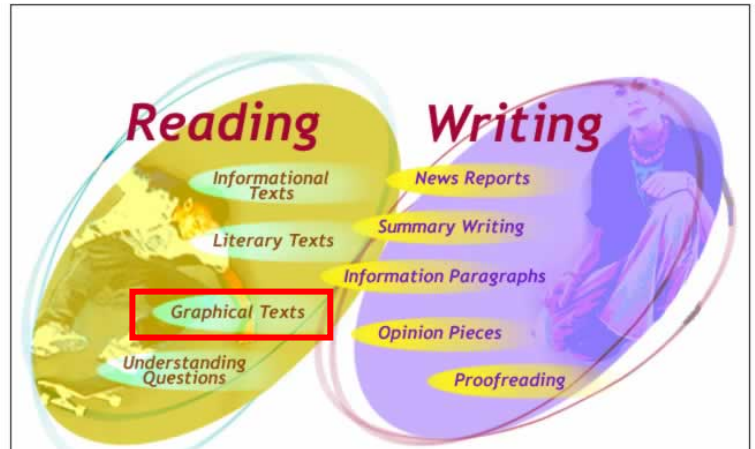 Reading
Informational
Texts
Literary Texts
Graphical Texts
Understanding
Questions
Writing
News Reports
Summary Writing
Information Paragraphs
Opinion Pieces
Proofreading